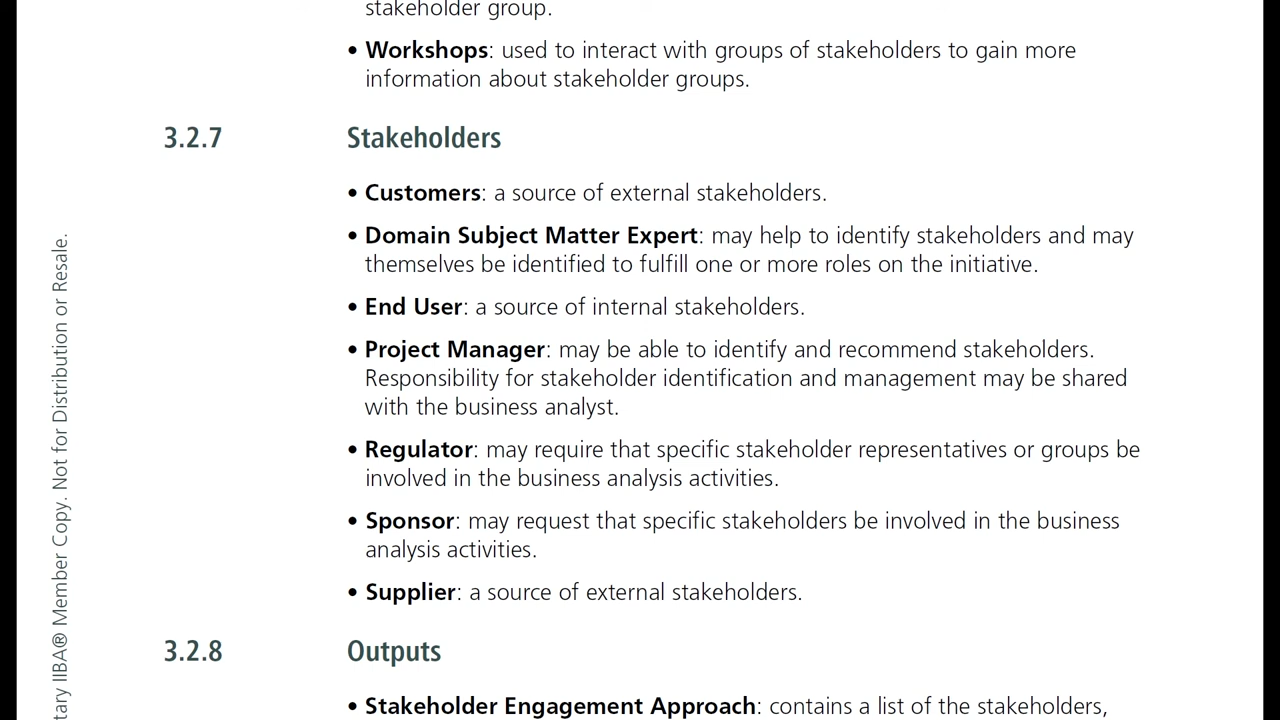 stakeholder group.
• Workshops: used to interact with groups of stakeholders to gain more
information about stakeholder groups.
3.2.7 Stakeholders
• Customers: a source of external stakeholders.
• Domain Subject Matter Expert: may help to identify stakeholders and may
themselves be identified to fulfill one or more roles on the initiative.
• End User: a source of internal stakeholders.
• Project Manager: may be able to identify and recommend stakeholders.
Responsibility for stakeholder identification and management may be shared
with the business analyst.
• Regulator: may require that specific stakeholder representatives or groups be
involved in the business analysis activities.
• Sponsor: may request that specific stakeholders be involved in the business
analysis activities.
• Supplier: a source of external stakeholders.
3.2.8 Outputs
• Stakeholder Engagement Approach: contains a list of the stakeholders,
tary IIBA® Member Copy. Not for Distribution or Resale.